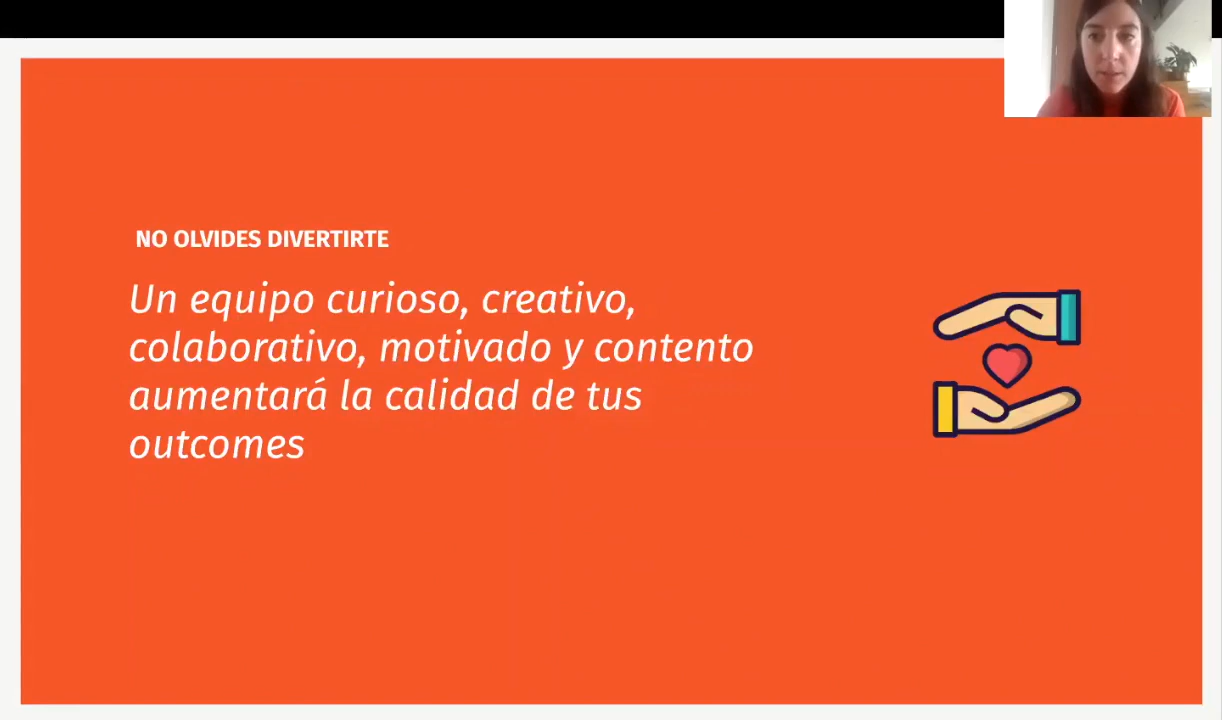 NO OLVIDES DIVERTIRTE
Un equipo curioso, creativo,
colaborativo, motivado y contento
aumentará la calidad de tus
outcomes